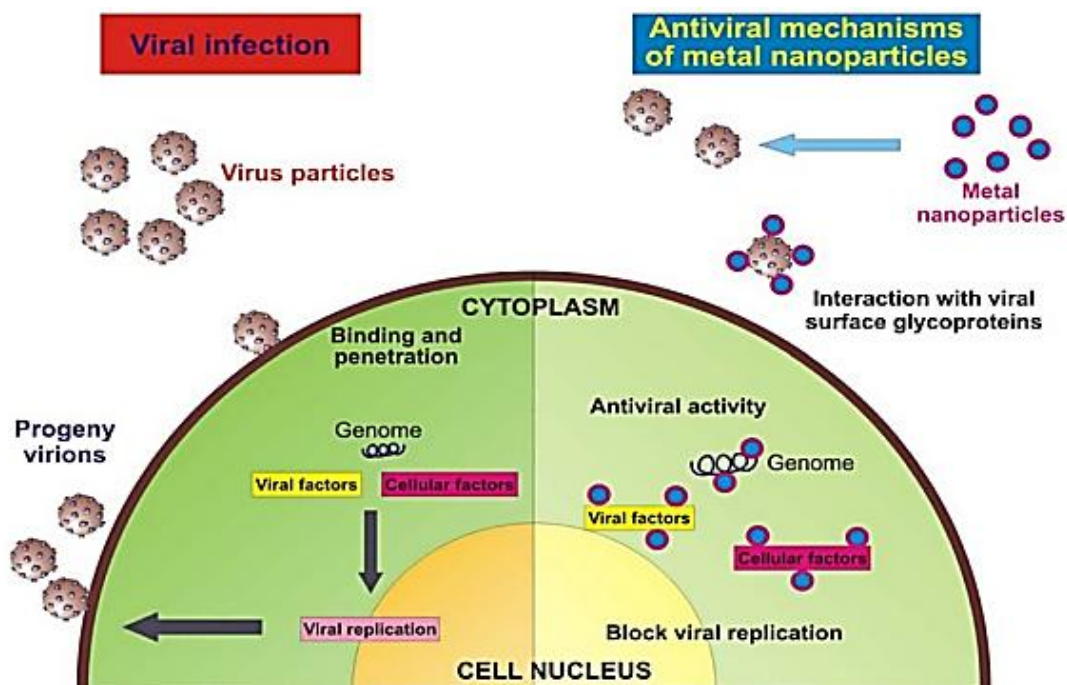 Viral infection
Antiviral mechanisms
of metal nanoparticles
Virus particles
Metal
nanoparticles
Interaction with viral
surface glycoproteins
CYTOPLASM
Binding and
penetration
Antiviral activity
Progeny
virions
Genome
Genome
Viral factors
Cellular factors
Viral factors
Cellular factors
Viral replication
Block viral replication
CELL NUCLEUS